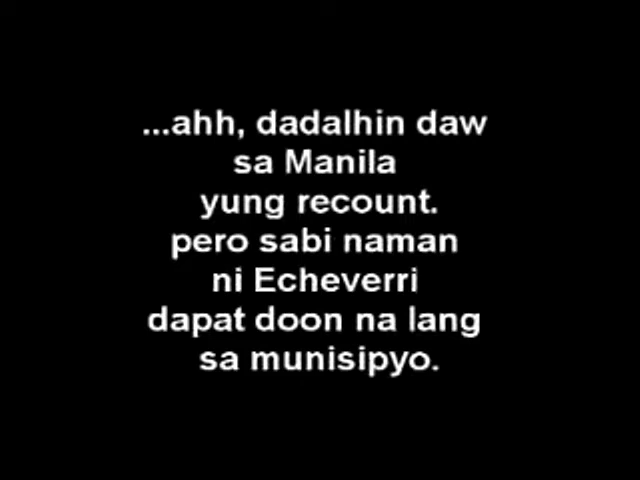 ...ahh, dadalhin daw
sa Manila
yung recount.
pero sabi naman
ni Echeverri
dapat doon na lang
sa munisipyo.